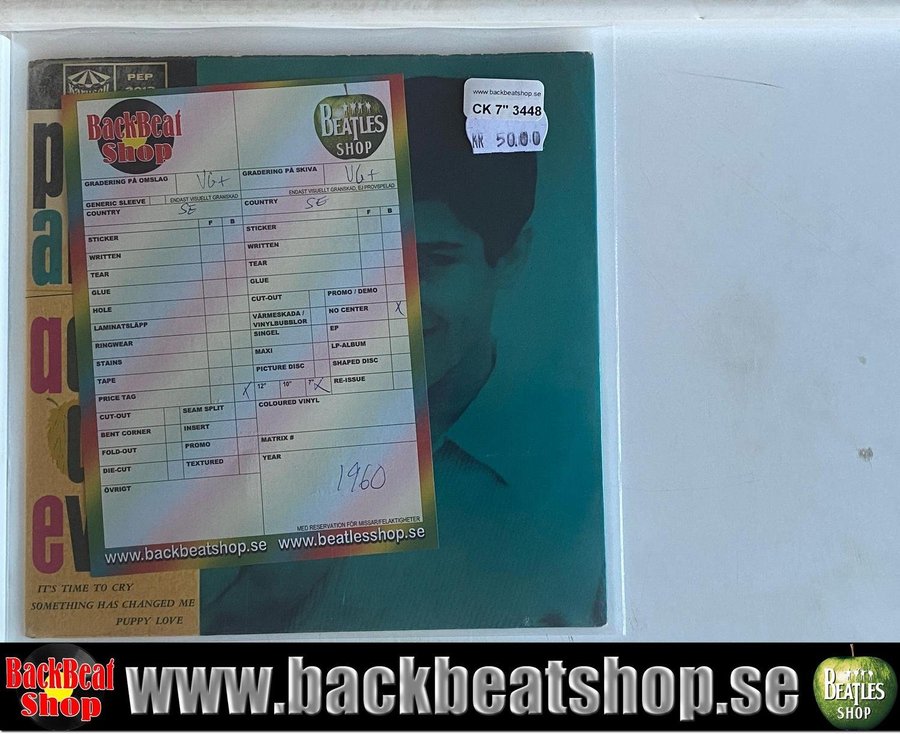 PEP
p
a
a
e
IT'S TIME TO CRY
SOMETHING HAS CHANGED ME
PUPPY LOVE
www.backbeatshop.se
CK 7" 3448
KR 50.00
BackBeat
Shop
BEATLES
SHOP
GRADERING PÅ OMSLAG VG+
ENDAST VISUELLT GRANSKAD
GENERIC SLEEVE
COUNTRY SE
F B
STICKER
WRITTEN
TEAR
GLUE
HOLE
LAMINATSLÄPP
RINGWEAR
STAINS
TAPE
PRICE TAG X
CUT-OUT SEAM SPLIT
BENT CORNER INSERT
FOLD-OUT PROMO
DIE-CUT TEXTURED
ÖVRIGT
GRADERING PÅ SKIVA VG+
ENDAST VISUELLT GRANSKAD, EJ PROVSPELAD
COUNTRY SE
F B
STICKER
WRITTEN
TEAR
GLUE
CUT-OUT PROMO / DEMO
VÄRMESKADA / NO CENTER X
VINYLBUBBLOR
SINGEL EP
MAXI LP-ALBUM
PICTURE DISC SHAPED DISC
12" 10" 7" X RE-ISSUE
COLOURED VINYL
MATRIX #
YEAR
1960
MED RESERVATION FÖR MISSAR/FELAKTIGHETER
www.backbeatshop.se www.beatlesshop.se
BackBeat
Shop
www.backbeatshop.se
BEATLES
SHOP